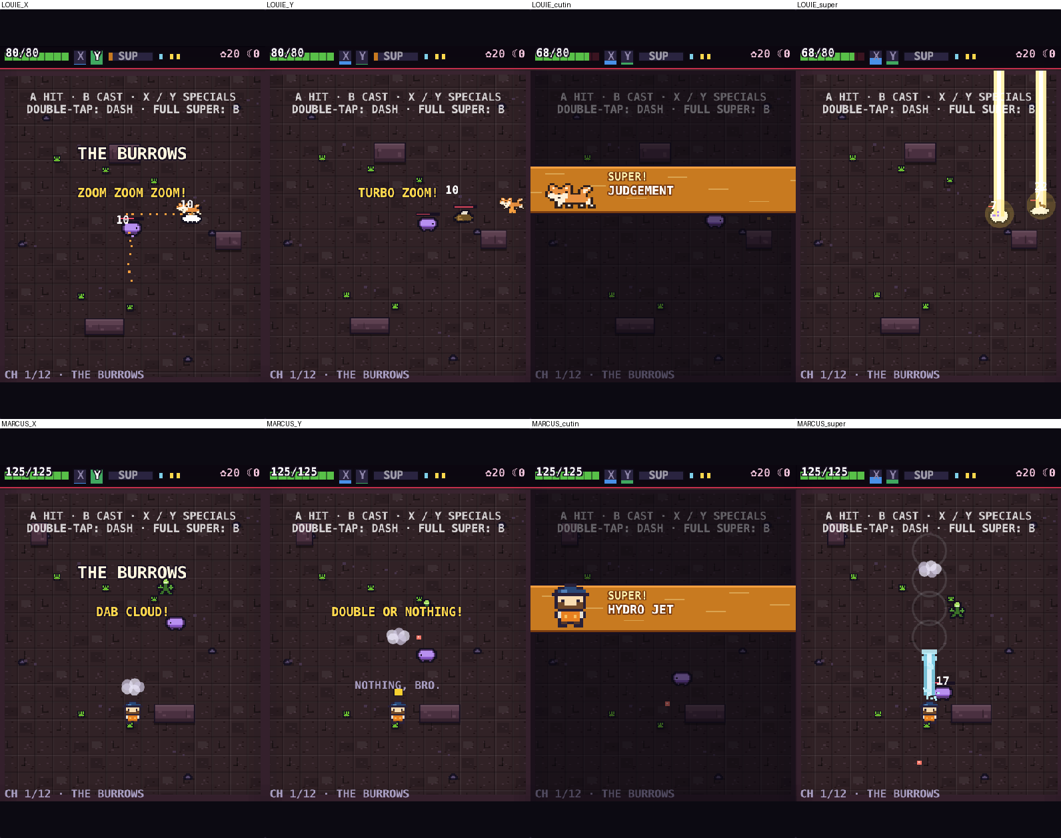 LOUIE_X
80/80 X Y SUP ✿20 ☾0
A HIT · B CAST · X / Y SPECIALS
DOUBLE-TAP: DASH · FULL SUPER: B
THE BURROWS
ZOOM ZOOM ZOOM!
10
10
CH 1/12 · THE BURROWS
LOUIE_Y
80/80 X Y SUP ✿20 ☾0
A HIT · B CAST · X / Y SPECIALS
DOUBLE-TAP: DASH · FULL SUPER: B
TURBO ZOOM! 10
CH 1/12 · THE BURROWS
LOUIE_cutin
68/80 X Y SUP ✿20 ☾0
A HIT · B CAST · X / Y SPECIALS
DOUBLE-TAP: DASH · FULL SUPER: B
SUPER!
JUDGEMENT
CH 1/12 · THE BURROWS
LOUIE_super
68/80 X Y SUP ✿20 ☾0
A HIT · B CAST · X / Y SPECIALS
DOUBLE-TAP: DASH · FULL SUPER: B
CH 1/12 · THE BURROWS
MARCUS_X
125/125 X Y SUP ✿20 ☾0
A HIT · B CAST · X / Y SPECIALS
DOUBLE-TAP: DASH · FULL SUPER: B
THE BURROWS
DAB CLOUD!
CH 1/12 · THE BURROWS
MARCUS_Y
125/125 X Y SUP ✿20 ☾0
A HIT · B CAST · X / Y SPECIALS
DOUBLE-TAP: DASH · FULL SUPER: B
DOUBLE OR NOTHING!
NOTHING, BRO.
CH 1/12 · THE BURROWS
MARCUS_cutin
125/125 X Y SUP ✿20 ☾0
A HIT · B CAST · X / Y SPECIALS
DOUBLE-TAP: DASH · FULL SUPER: B
SUPER!
HYDRO JET
CH 1/12 · THE BURROWS
MARCUS_super
125/125 X Y SUP ✿20 ☾0
A HIT · B CAST · X / Y SPECIALS
DOUBLE-TAP: DASH · FULL SUPER: B
17
CH 1/12 · THE BURROWS